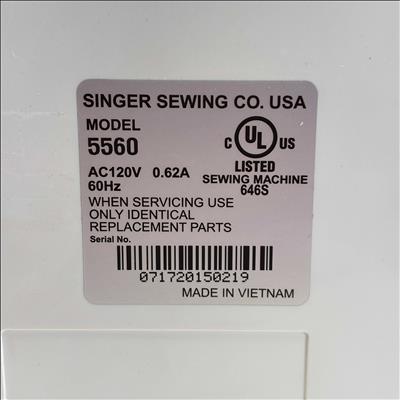 SINGER SEWING CO. USA
MODEL
5560
C UL US
LISTED
AC120V 0.62A
60Hz
SEWING MACHINE
646S
WHEN SERVICING USE
ONLY IDENTICAL
REPLACEMENT PARTS
Serial No.
071720150219
MADE IN VIETNAM